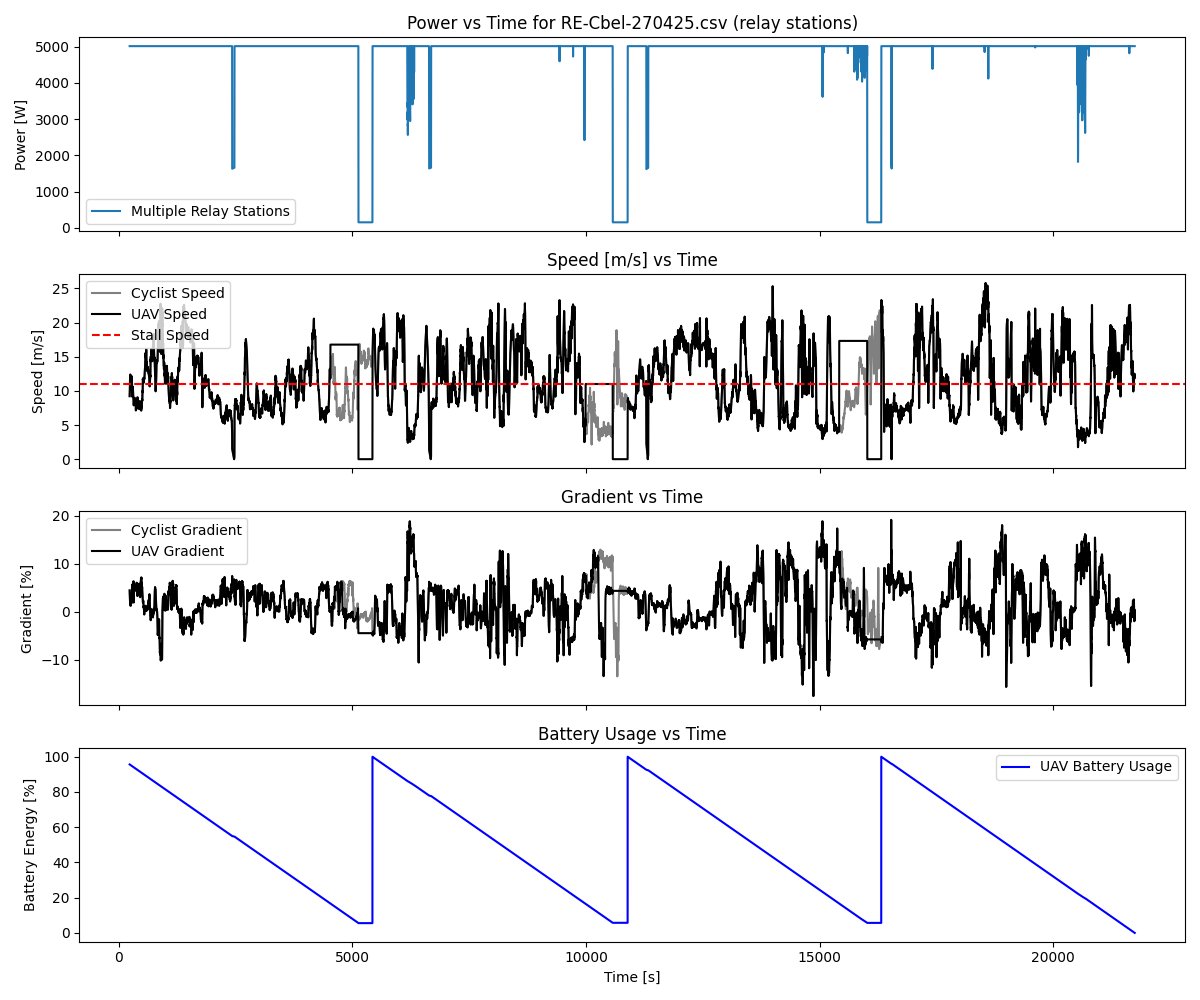 Power vs Time for RE-Cbel-270425.csv (relay stations)
Power [W]
5000
4000
3000
2000
1000
0
Multiple Relay Stations
Speed [m/s] vs Time
Speed [m/s]
25
20
15
10
5
0
Cyclist Speed
UAV Speed
Stall Speed
Gradient vs Time
Gradient [%]
20
10
0
−10
Cyclist Gradient
UAV Gradient
Battery Usage vs Time
Battery Energy [%]
100
80
60
40
20
0
UAV Battery Usage
0
5000
10000
15000
20000
Time [s]